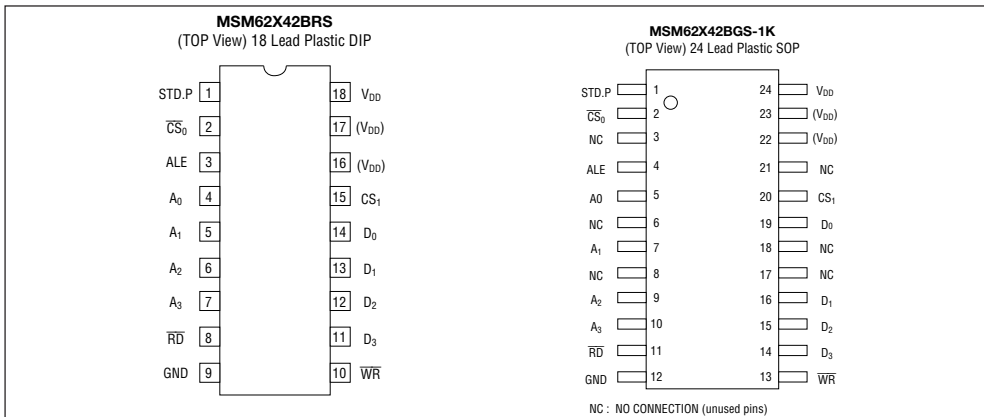 MSM62X42BRS
(TOP View) 18 Lead Plastic DIP
STD.P 1 18 VDD
CS0 2 17 (VDD)
ALE 3 16 (VDD)
A0 4 15 CS1
A1 5 14 D0
A2 6 13 D1
A3 7 12 D2
RD 8 11 D3
GND 9 10 WR
MSM62X42BGS-1K
(TOP View) 24 Lead Plastic SOP
STD.P 1 24 VDD
CS0 2 23 (VDD)
NC 3 22 (VDD)
ALE 4 21 NC
A0 5 20 CS1
NC 6 19 D0
A1 7 18 NC
NC 8 17 NC
A2 9 16 D1
A3 10 15 D2
RD 11 14 D3
GND 12 13 WR
NC : NO CONNECTION (unused pins)